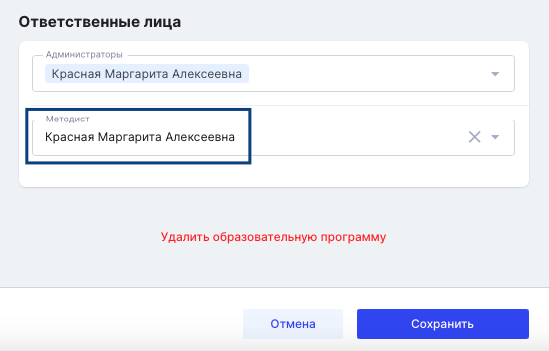 Ответственные лица
Администраторы
Красная Маргарита Алексеевна
Методист
Красная Маргарита Алексеевна
Удалить образовательную программу
Отмена
Сохранить